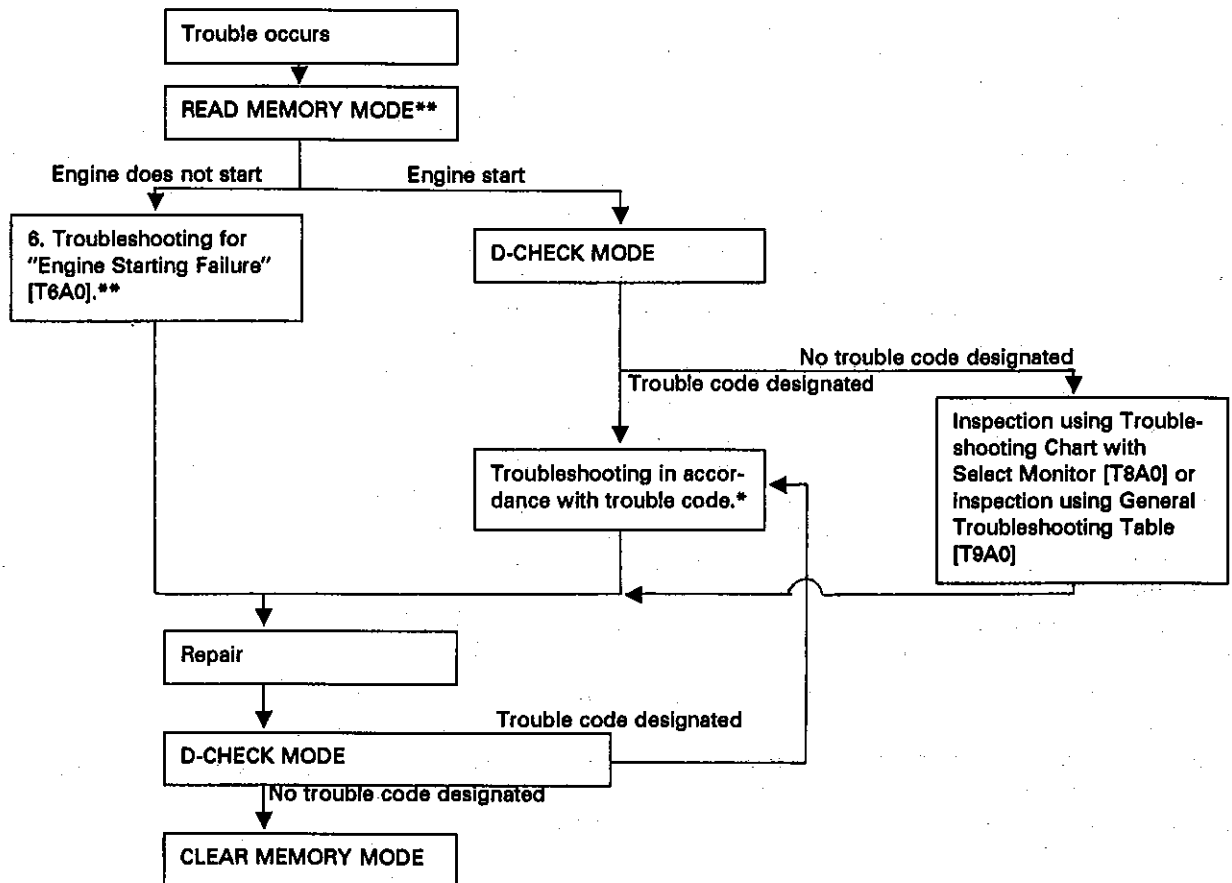 Trouble occurs
READ MEMORY MODE**
Engine does not start
Engine start
6. Troubleshooting for
"Engine Starting Failure"
[T6A0].**
D-CHECK MODE
No trouble code designated
Trouble code designated
Inspection using Trouble-
shooting Chart with
Select Monitor [T8A0] or
inspection using General
Troubleshooting Table
[T9A0]
Troubleshooting in accor-
dance with trouble code.*
Repair
Trouble code designated
D-CHECK MODE
No trouble code designated
CLEAR MEMORY MODE